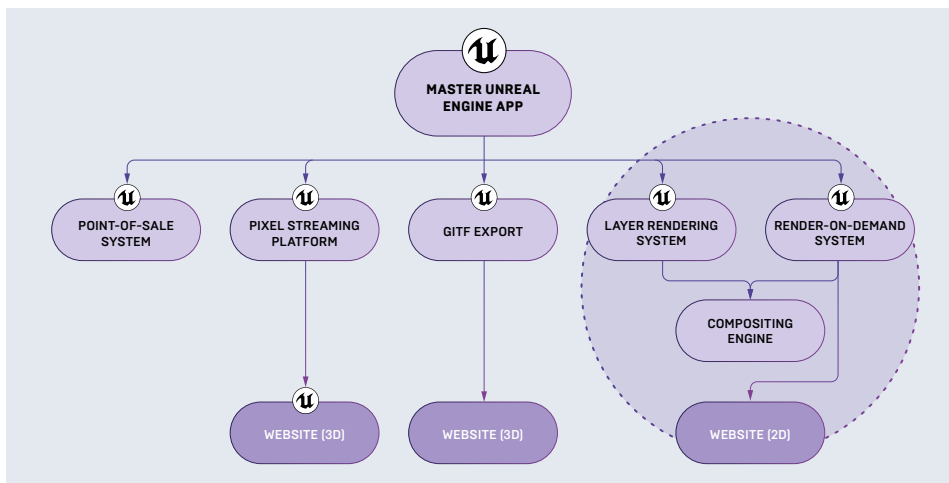 MASTER UNREAL
ENGINE APP
POINT-OF-SALE
SYSTEM
PIXEL STREAMING
PLATFORM
GITF EXPORT
LAYER RENDERING
SYSTEM
RENDER-ON-DEMAND
SYSTEM
COMPOSITING
ENGINE
WEBSITE (3D)
WEBSITE (3D)
WEBSITE (2D)